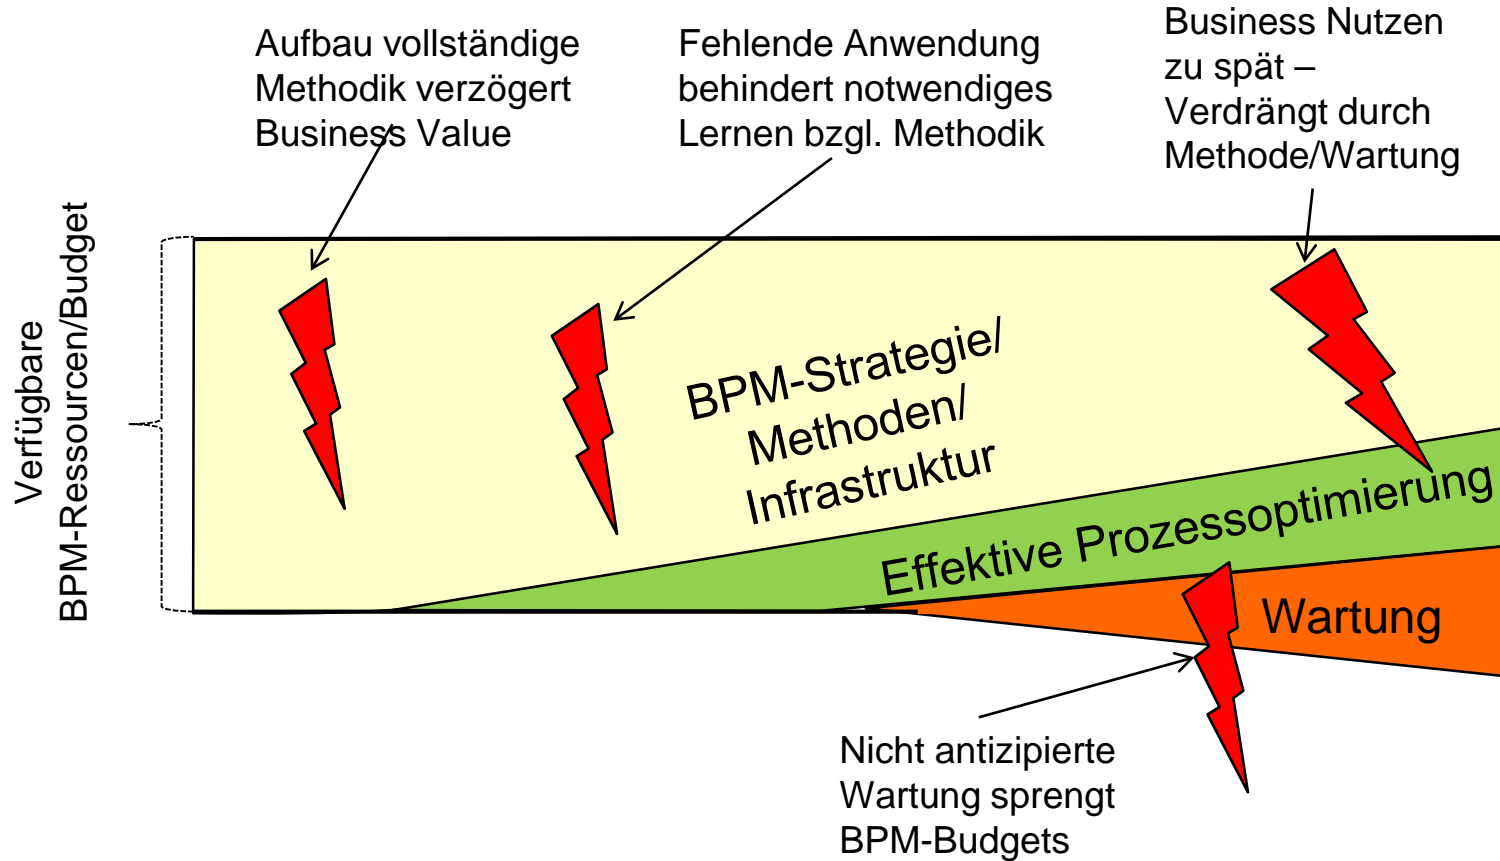 Aufbau vollständige
Methodik verzögert
Business Value
Fehlende Anwendung
behindert notwendiges
Lernen bzgl. Methodik
Business Nutzen
zu spät –
Verdrängt durch
Methode/Wartung
Verfügbare
BPM-Ressourcen/Budget
BPM-Strategie/
Methoden/
Infrastruktur
Effektive Prozessoptimierung
Wartung
Nicht antizipierte
Wartung sprengt
BPM-Budgets